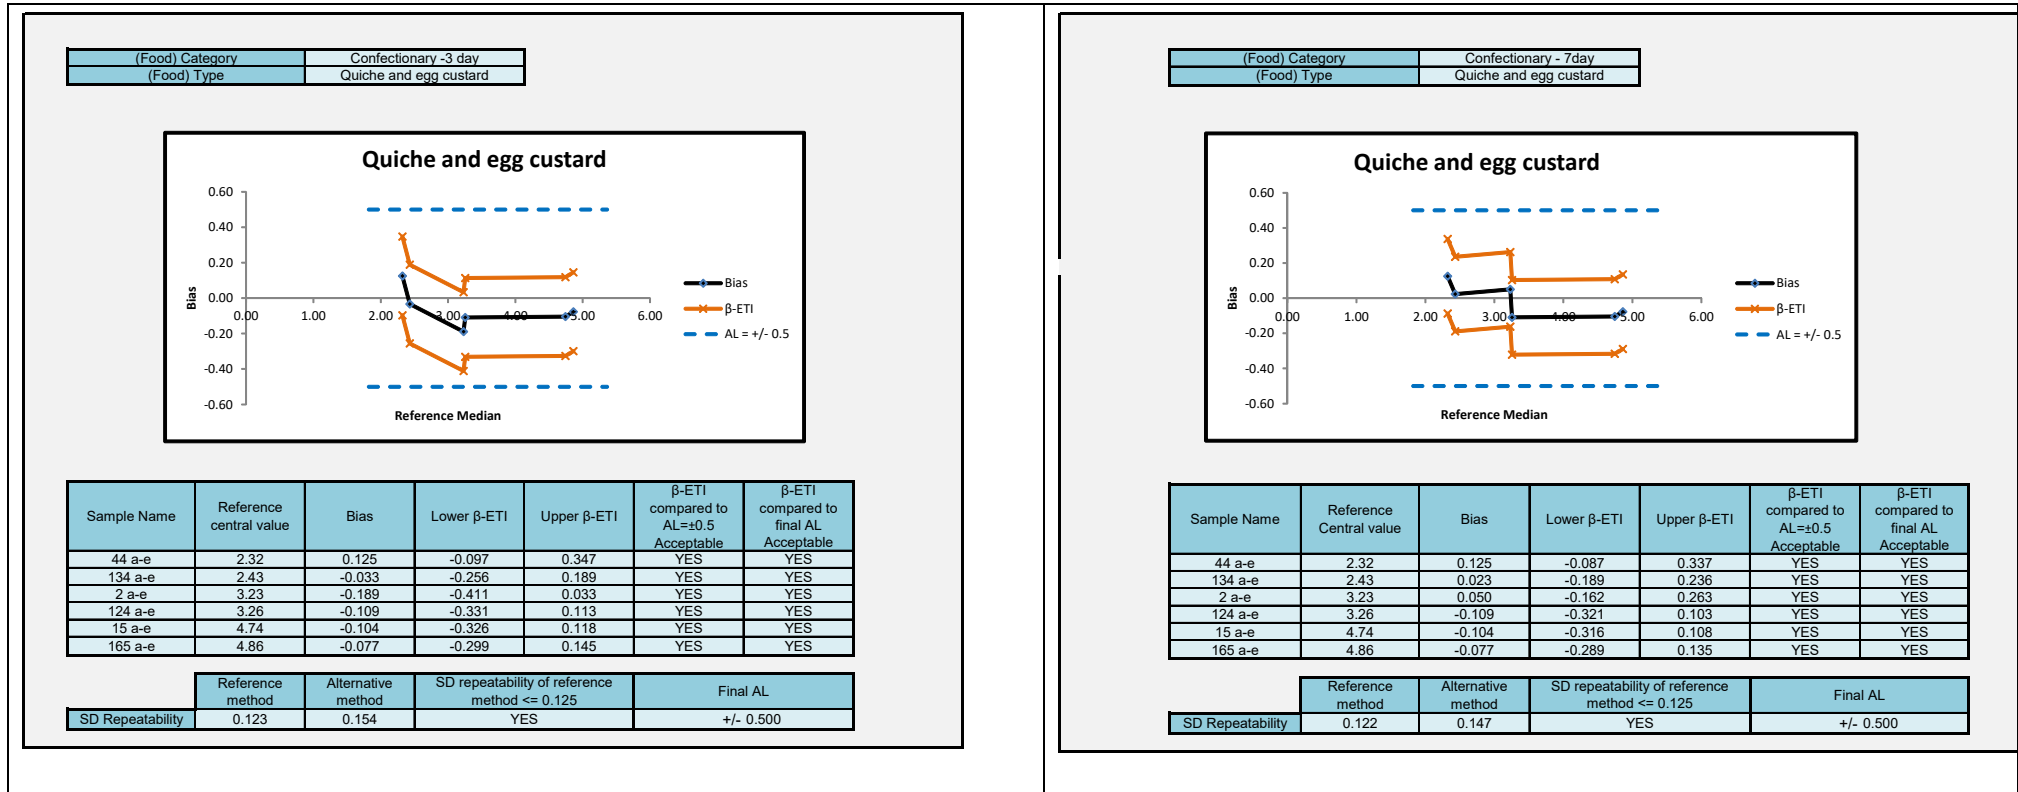 (Food) Category Confectionary -3 day
(Food) Type Quiche and egg custard
Quiche and egg custard
0.60
0.40
0.20
0.00
-0.20
-0.40
-0.60
0.00 1.00 2.00 3.00 4.00 5.00 6.00
Bias
Reference Median
Bias
β-ETI
AL = +/- 0.5
Sample Name Reference central value Bias Lower β-ETI Upper β-ETI β-ETI compared to AL=±0.5 Acceptable β-ETI compared to final AL Acceptable
44 a-e 2.32 0.125 -0.097 0.347 YES YES
134 a-e 2.43 -0.033 -0.256 0.189 YES YES
2 a-e 3.23 -0.189 -0.411 0.033 YES YES
124 a-e 3.26 -0.109 -0.331 0.113 YES YES
15 a-e 4.74 -0.104 -0.326 0.118 YES YES
165 a-e 4.86 -0.077 -0.299 0.145 YES YES
Reference method Alternative method SD repeatability of reference method <= 0.125 Final AL
SD Repeatability 0.123 0.154 YES +/- 0.500
(Food) Category Confectionary - 7day
(Food) Type Quiche and egg custard
Quiche and egg custard
0.60
0.40
0.20
0.00
-0.20
-0.40
-0.60
0.00 1.00 2.00 3.00 4.00 5.00 6.00
Bias
Reference Median
Bias
β-ETI
AL = +/- 0.5
Sample Name Reference Central value Bias Lower β-ETI Upper β-ETI β-ETI compared to AL=±0.5 Acceptable β-ETI compared to final AL Acceptable
44 a-e 2.32 0.125 -0.087 0.337 YES YES
134 a-e 2.43 0.023 -0.189 0.236 YES YES
2 a-e 3.23 0.050 -0.162 0.263 YES YES
124 a-e 3.26 -0.109 -0.321 0.103 YES YES
15 a-e 4.74 -0.104 -0.316 0.108 YES YES
165 a-e 4.86 -0.077 -0.289 0.135 YES YES
Reference method Alternative method SD repeatability of reference method <= 0.125 Final AL
SD Repeatability 0.122 0.147 YES +/- 0.500